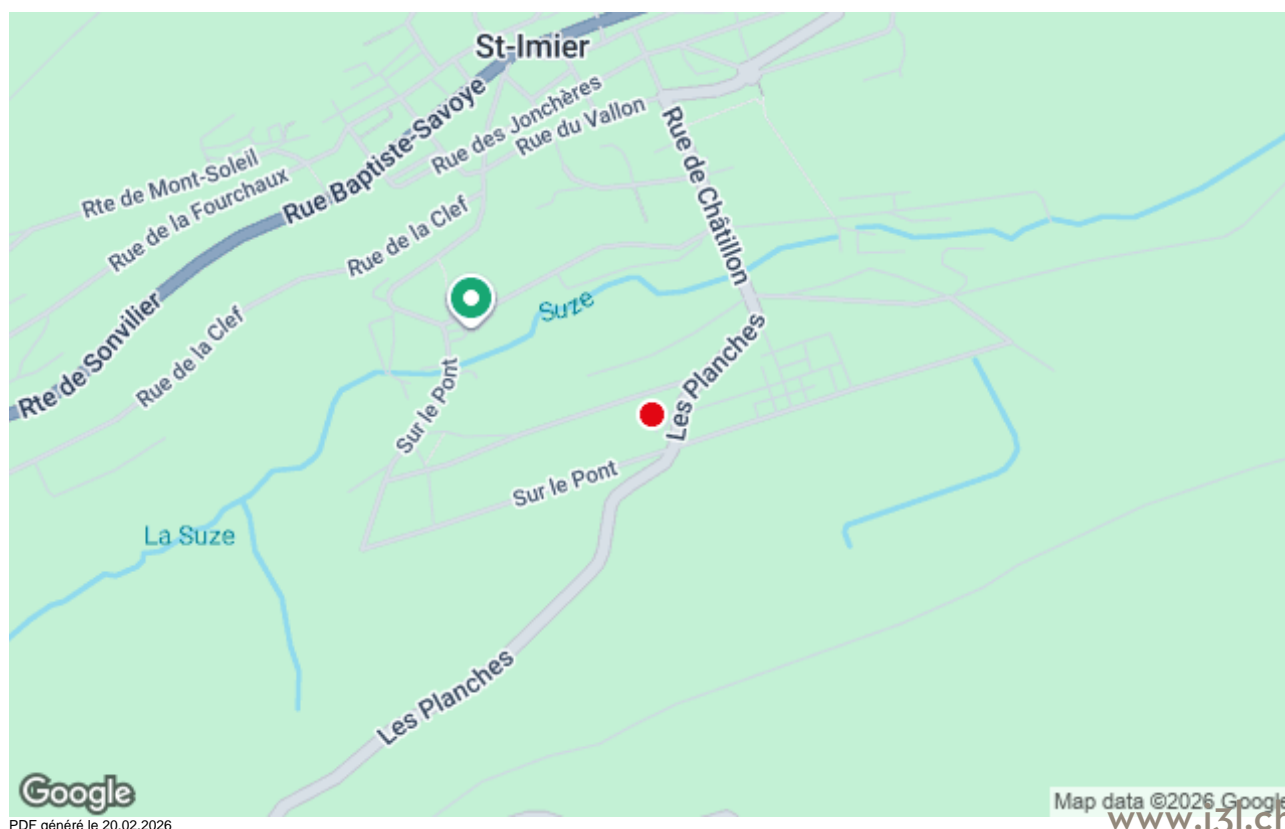 St-Imier
Rue Baptiste-Savoye
Rue des Jonchères
Rue du Vallon
Rue de Châtillon
Rte de Mont-Soleil
Rue de la Fourchaux
Rue de la Clef
Rte de Sonvilier
Rue de la Clef
Suze
Sur le Pont
Les Planches
Sur le Pont
La Suze
Les Planches
Google
Map data ©2026 Google
www.i3l.ch
PDF généré le 20.02.2026